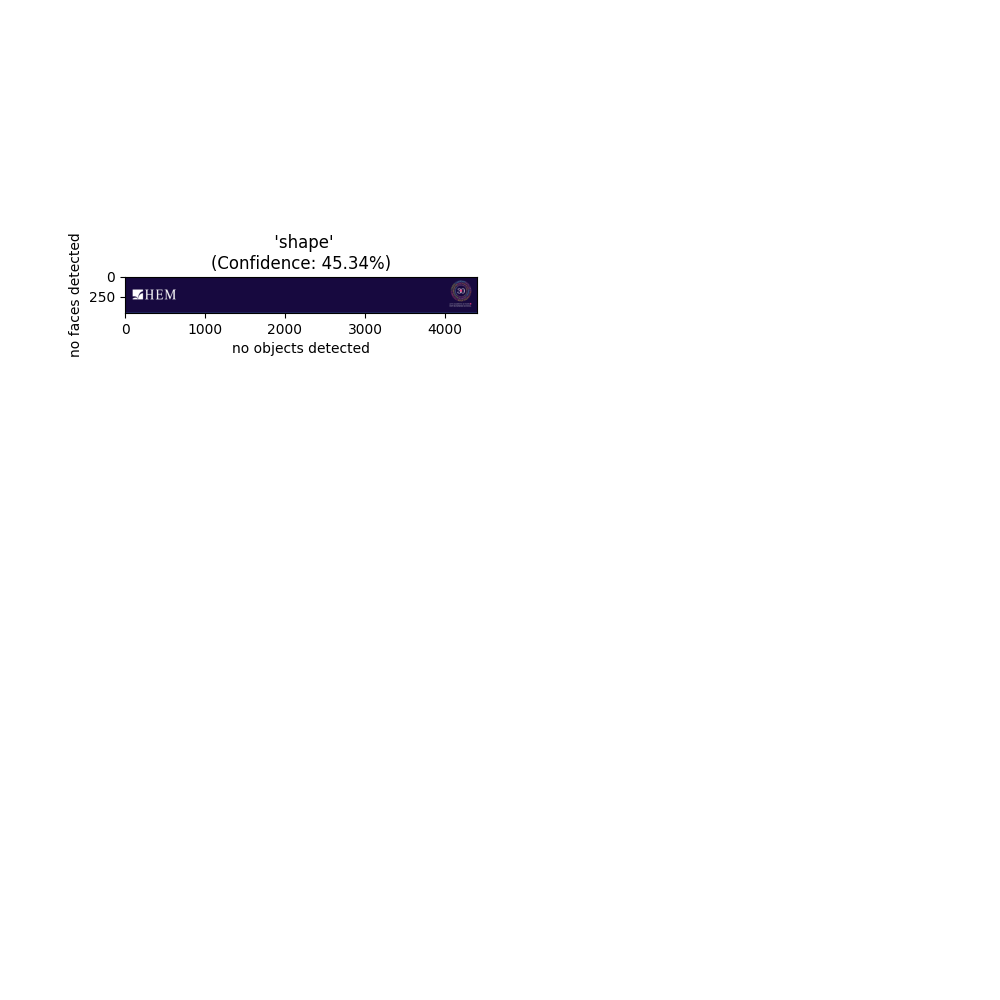 'shape'
(Confidence: 45.34%)
no faces detected
0
250
HEM
30
0 1000 2000 3000 4000
no objects detected